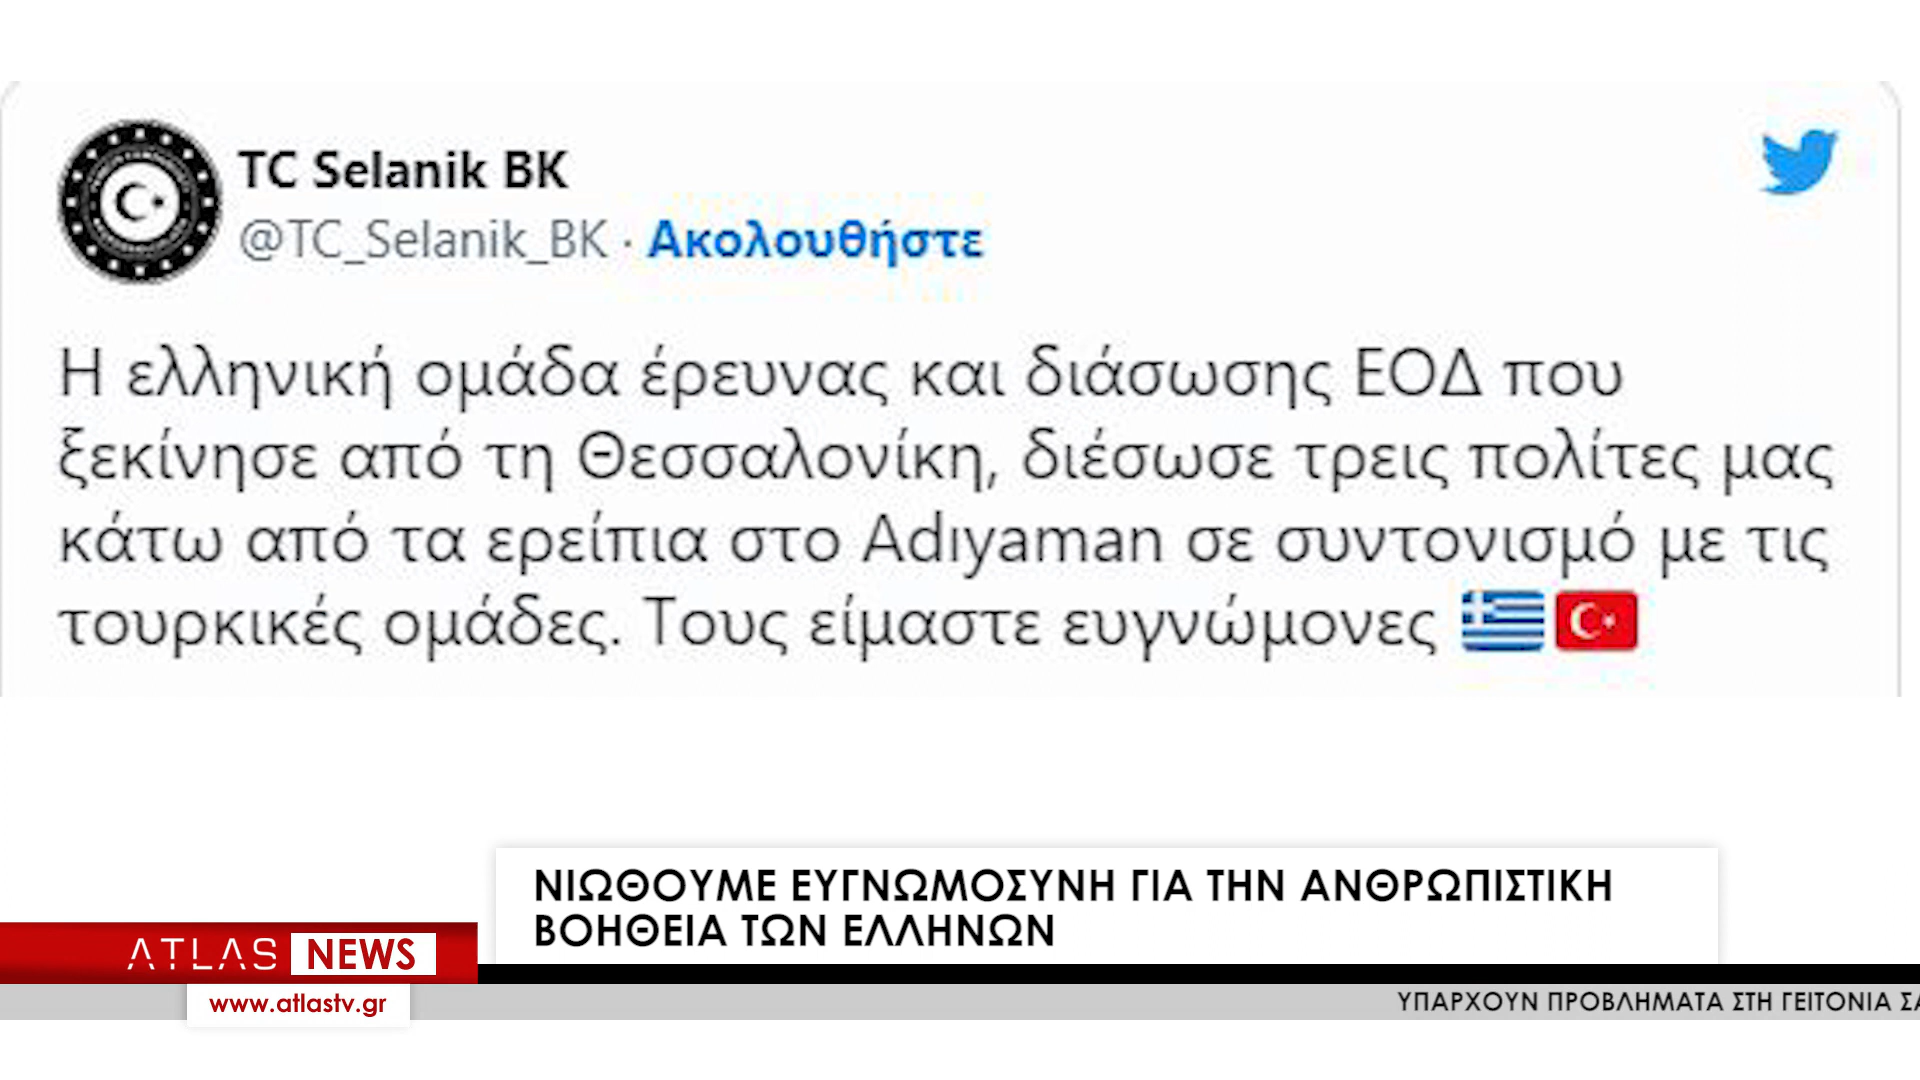 TC Selanik BK
@TC_Selanik_BK · Ακολουθήστε
Η ελληνική ομάδα έρευνας και διάσωσης ΕΟΔ που
ξεκίνησε από τη Θεσσαλονίκη, διέσωσε τρεις πολίτες μας
κάτω από τα ερείπια στο Adıyaman σε συντονισμό με τις
τουρκικές ομάδες. Τους είμαστε ευγνώμονες
ΝΙΩΘΟΥΜΕ ΕΥΓΝΩΜΟΣΥΝΗ ΓΙΑ ΤΗΝ ΑΝΘΡΩΠΙΣΤΙΚΗ
ΒΟΗΘΕΙΑ ΤΩΝ ΕΛΛΗΝΩΝ
ATLAS NEWS
www.atlastv.gr
ΥΠΑΡΧΟΥΝ ΠΡΟΒΛΗΜΑΤΑ ΣΤΗ ΓΕΙΤΟΝΙΑ